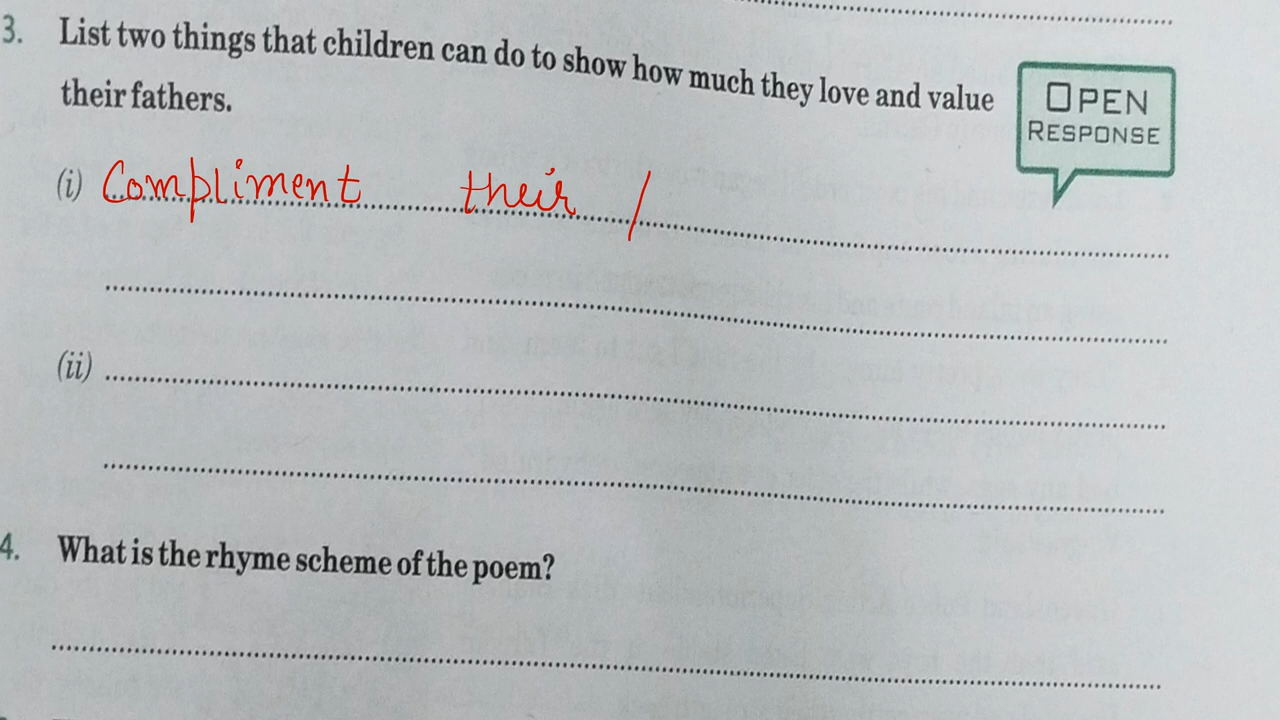 3. List two things that children can do to show how much they love and value
their fathers.
OPEN
RESPONSE
(i) Compliment their /
(ii)
4. What is the rhyme scheme of the poem?